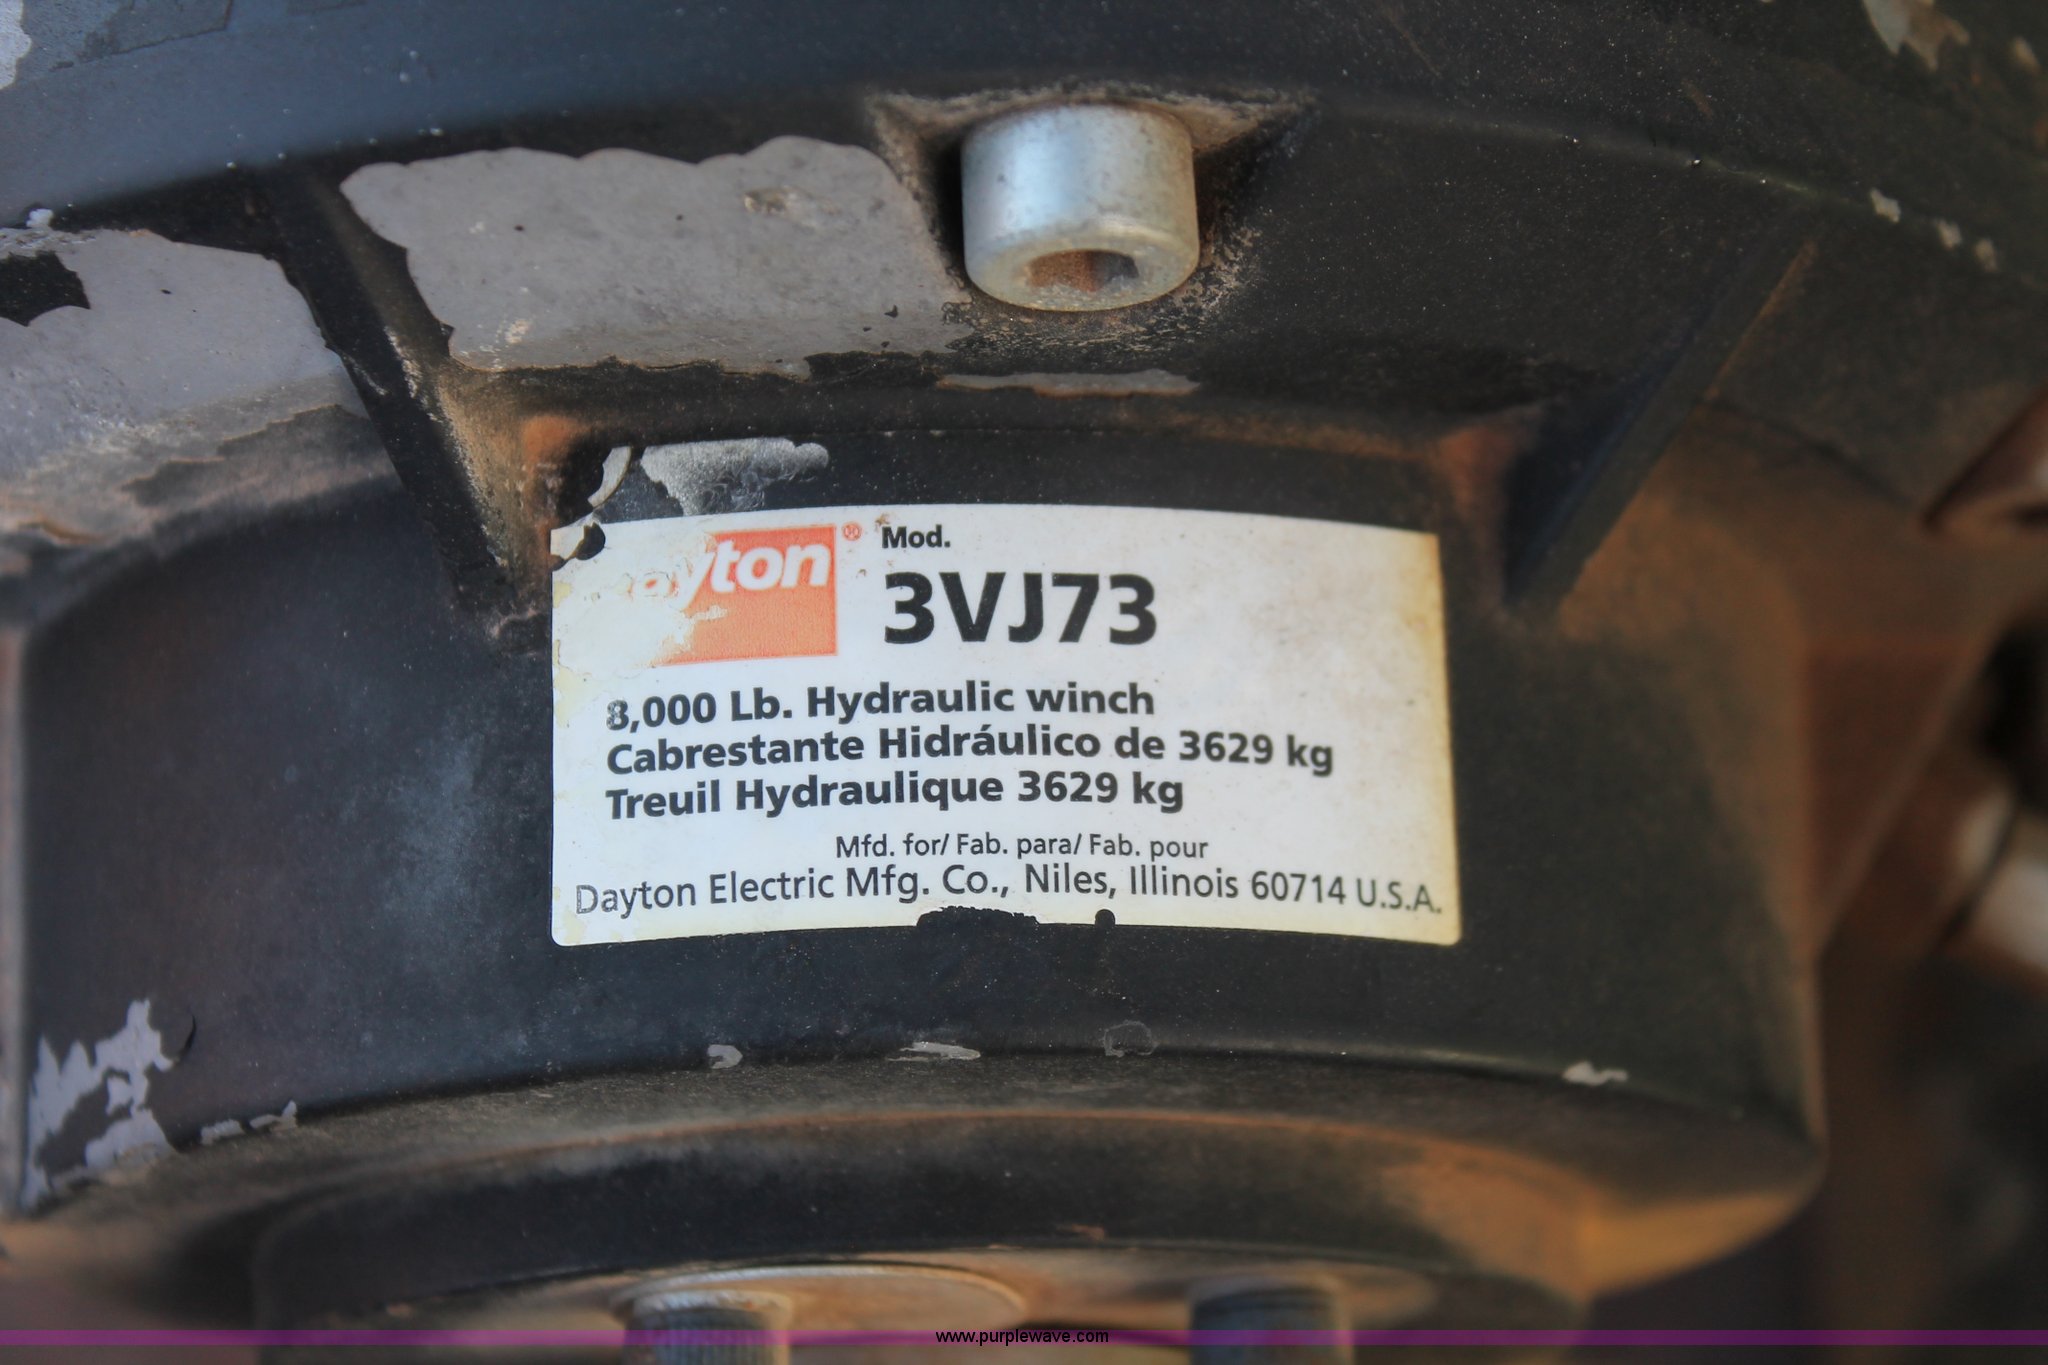 Dayton® Mod.
3VJ73
8,000 Lb. Hydraulic winch
Cabrestante Hidráulico de 3629 kg
Treuil Hydraulique 3629 kg
Mfd. for/ Fab. para/ Fab. pour
Dayton Electric Mfg. Co., Niles, Illinois 60714 U.S.A.
www.purplewave.com